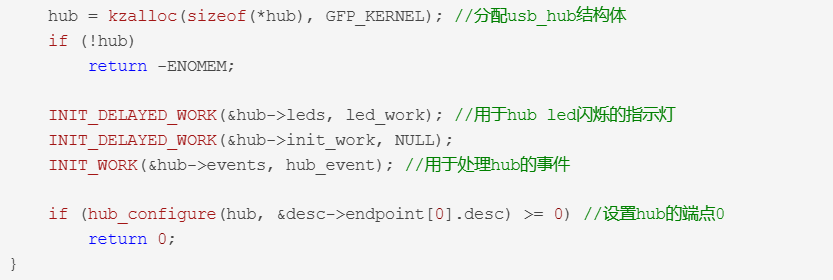 hub = kzalloc(sizeof(*hub), GFP_KERNEL); //分配usb_hub结构体
if (!hub)
return -ENOMEM;
INIT_DELAYED_WORK(&hub->leds, led_work); //用于hub led闪烁的指示灯
INIT_DELAYED_WORK(&hub->init_work, NULL);
INIT_WORK(&hub->events, hub_event); //用于处理hub的事件
if (hub_configure(hub, &desc->endpoint[0].desc) >= 0) //设置hub的端点0
return 0;
}